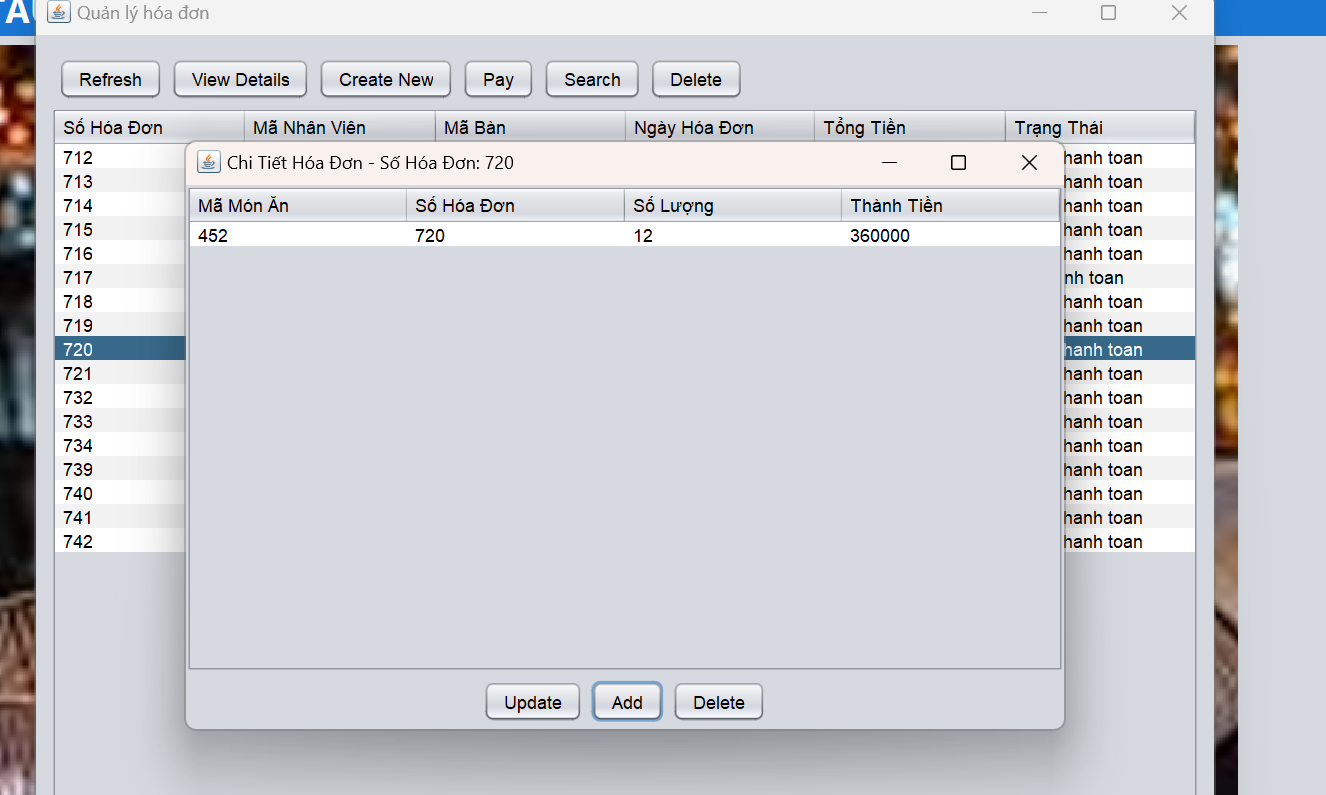 Quản lý hóa đơn
Refresh View Details Create New Pay Search Delete
Số Hóa Đơn Mã Nhân Viên Mã Bàn Ngày Hóa Đơn Tổng Tiền Trạng Thái
712 hanh toan
Chi Tiết Hóa Đơn - Số Hóa Đơn: 720
713 hanh toan
714 Mã Món Ăn Số Hóa Đơn Số Lượng Thành Tiền hanh toan
715 452 720 12 360000 hanh toan
716 hanh toan
717 nh toan
718 hanh toan
719 hanh toan
720 hanh toan
721 hanh toan
732 hanh toan
733 hanh toan
734 hanh toan
739 hanh toan
740 hanh toan
741 hanh toan
742 hanh toan
Update Add Delete